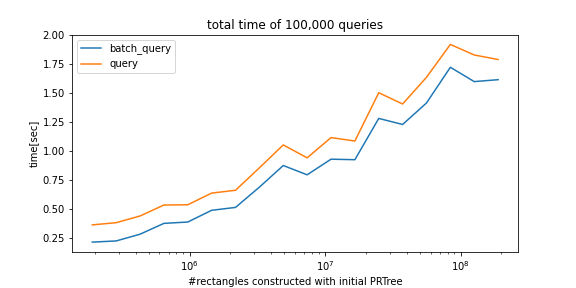 total time of 100,000 queries
batch_query
query
time[sec]
2.00
1.75
1.50
1.25
1.00
0.75
0.50
0.25
10⁶ 10⁷ 10⁸
#rectangles constructed with initial PRTree